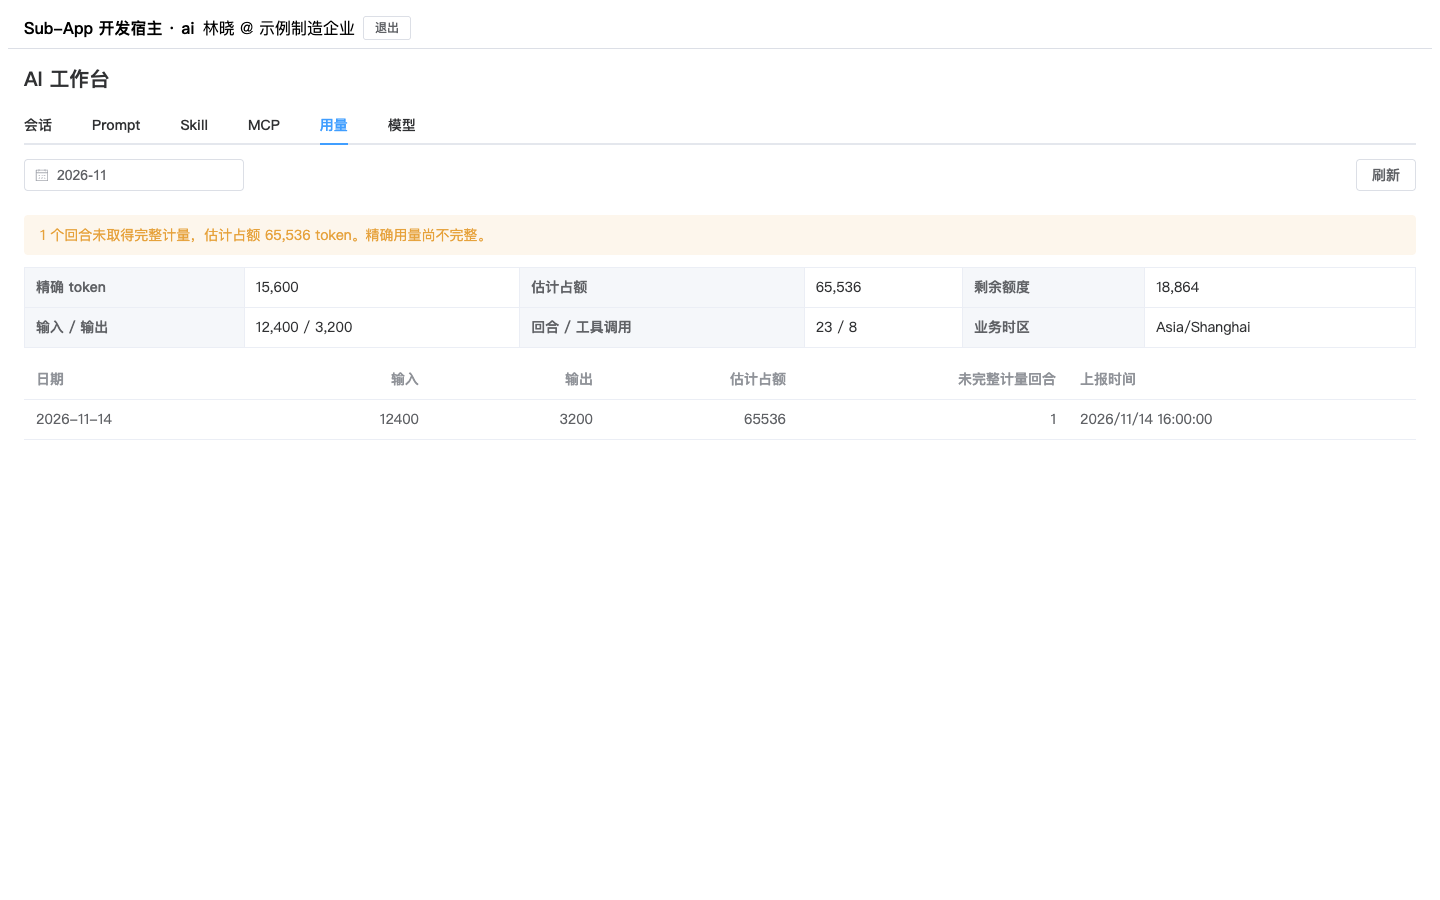 Sub-App 开发宿主 · ai 林晓 @ 示例制造企业 退出
AI 工作台
会话 Prompt Skill MCP 用量 模型
2026-11 刷新
1 个回合未取得完整计量，估计占额 65,536 token。精确用量尚不完整。
精确 token 15,600 估计占额 65,536 剩余额度 18,864
输入 / 输出 12,400 / 3,200 回合 / 工具调用 23 / 8 业务时区 Asia/Shanghai
日期 输入 输出 估计占额 未完整计量回合 上报时间
2026-11-14 12400 3200 65536 1 2026/11/14 16:00:00